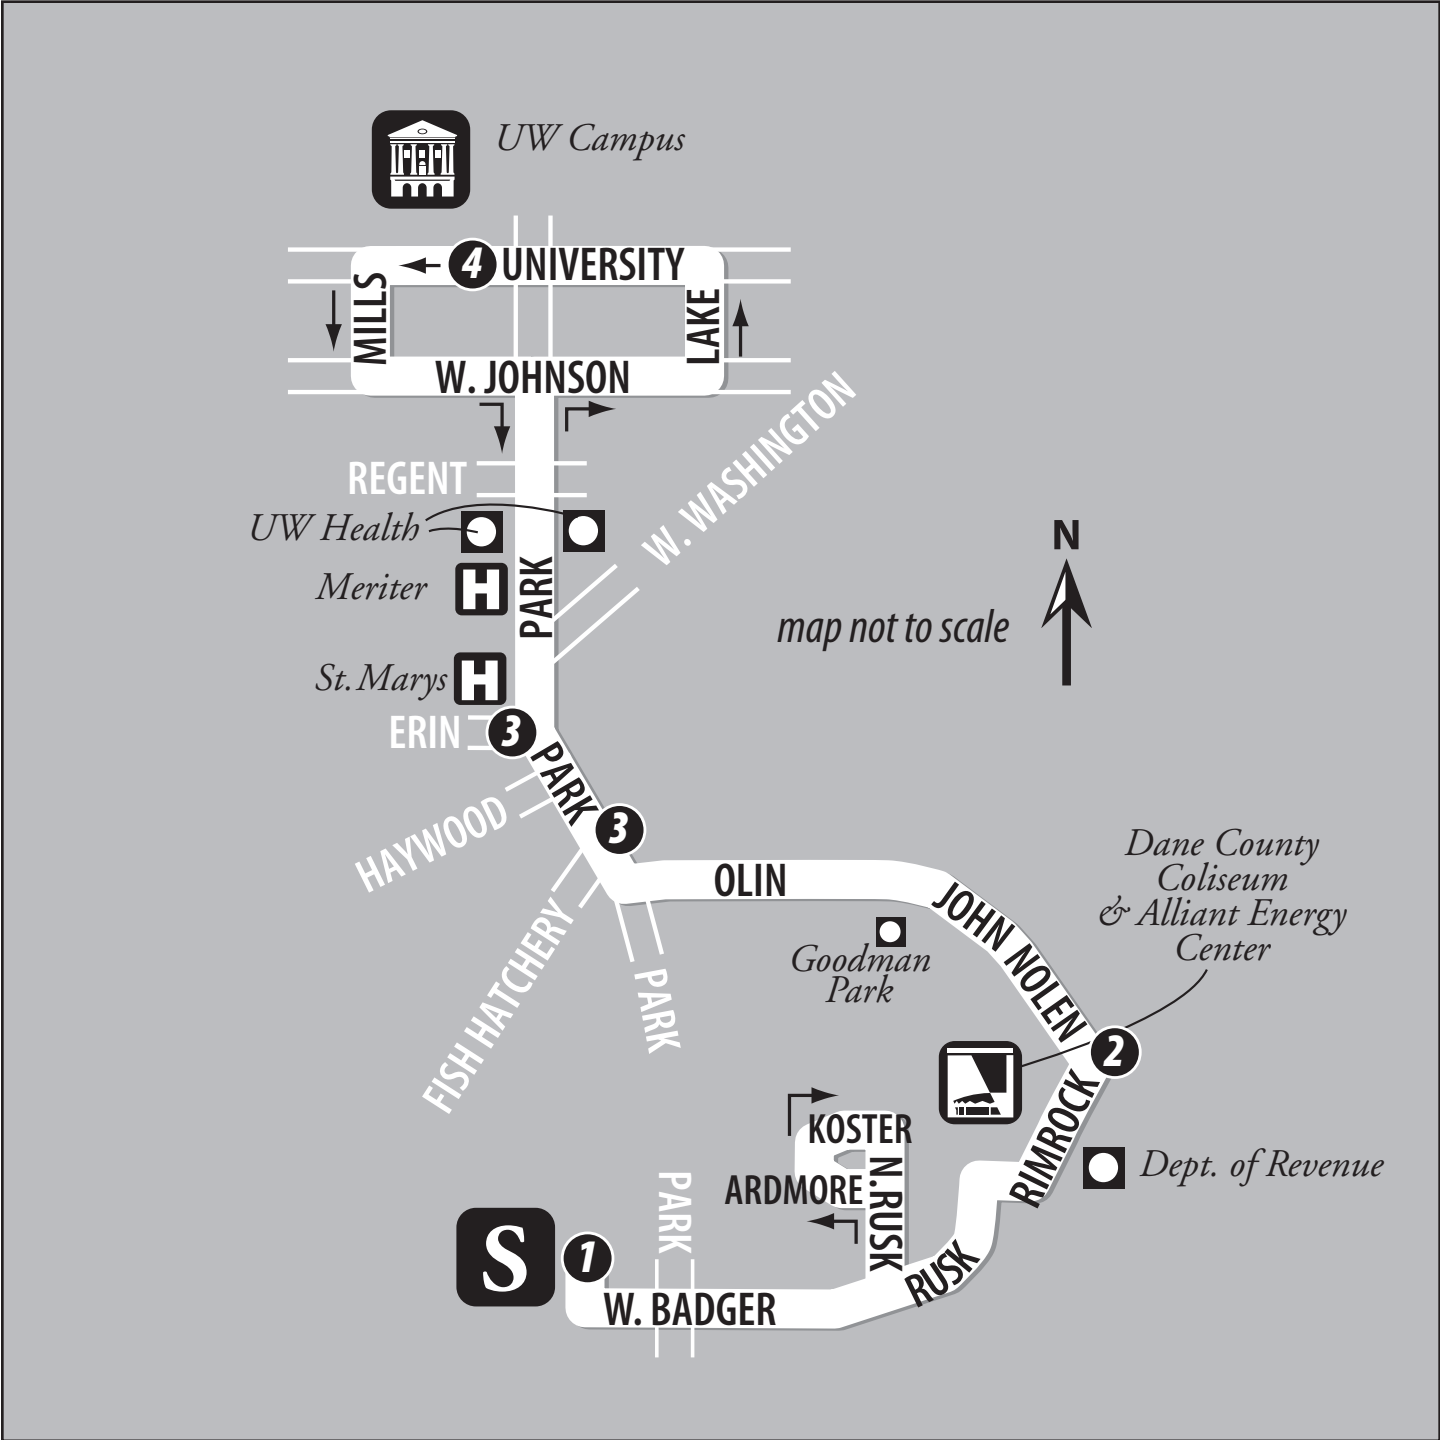 UW Campus
4 UNIVERSITY
MILLS
LAKE
W. JOHNSON
W. WASHINGTON
REGENT
UW Health
N
Meriter
PARK
map not to scale
St. Marys
H
H
ERIN
3
PARK
HAYWOOD
3
OLIN
JOHN NOLEN
Dane County
Coliseum
& Alliant Energy
Center
Goodman
Park
FISH HATCHERY
PARK
2
RIMROCK
KOSTER
Dept. of Revenue
ARDMORE
N.RUSK
PARK
S
1
RUSK
W. BADGER